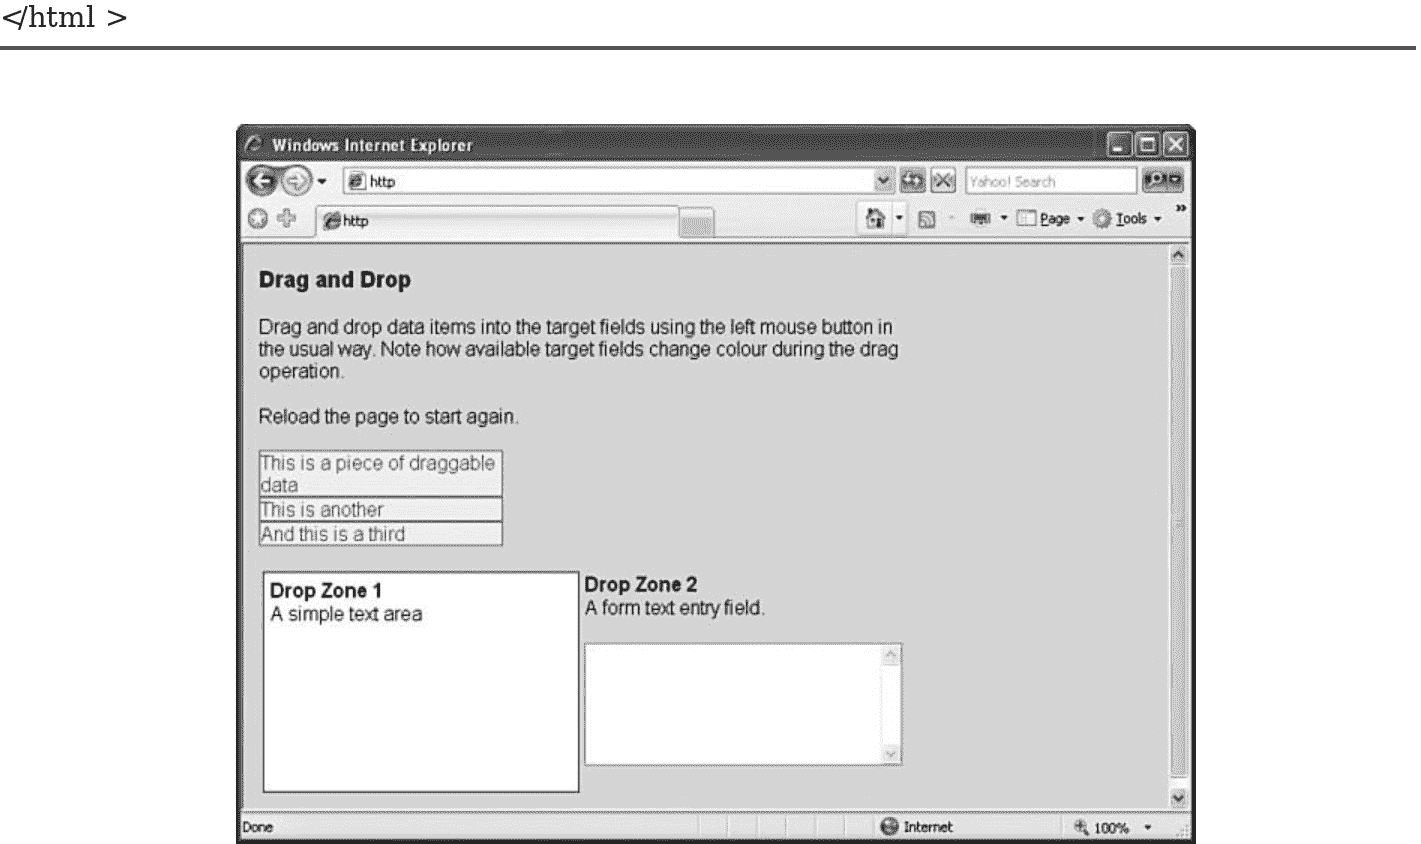 </html >
Windows Internet Explorer
http
Yahoo! Search
http
Page
Tools
Drag and Drop
Drag and drop data items into the target fields using the left mouse button in
the usual way. Note how available target fields change colour during the drag
operation.
Reload the page to start again.
This is a piece of draggable
data
This is another
And this is a third
Drop Zone 1
A simple text area
Drop Zone 2
A form text entry field.
Done
Internet
100%